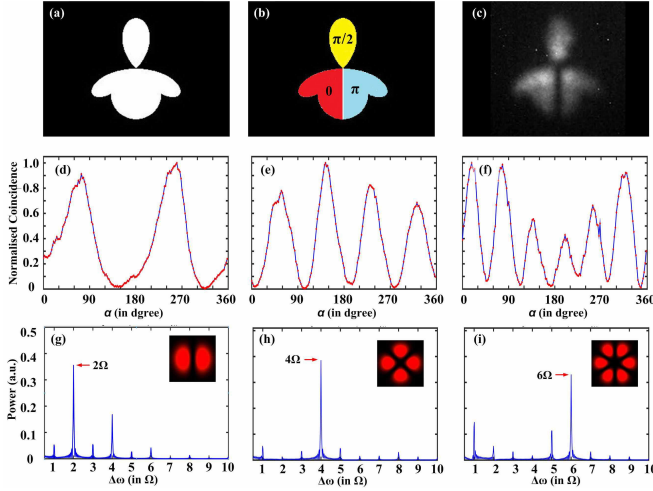 (a) (b) (c)
π/2
0 π
(d) (e) (f)
Normalised Coincidence
1.0
0.8
0.6
0.4
0.2
0
0 90 180 270 360 0 90 180 270 360 0 90 180 270 360
α (in dgree) α (in dgree) α (in dgree)
(g) (h) (i)
2Ω 4Ω 6Ω
Power (a.u.)
0.5
0.4
0.3
0.2
0.1
0
0 1 2 3 4 5 6 7 8 9 10 0 1 2 3 4 5 6 7 8 9 10 0 1 2 3 4 5 6 7 8 9 10
Δω (in Ω) Δω (in Ω) Δω (in Ω)